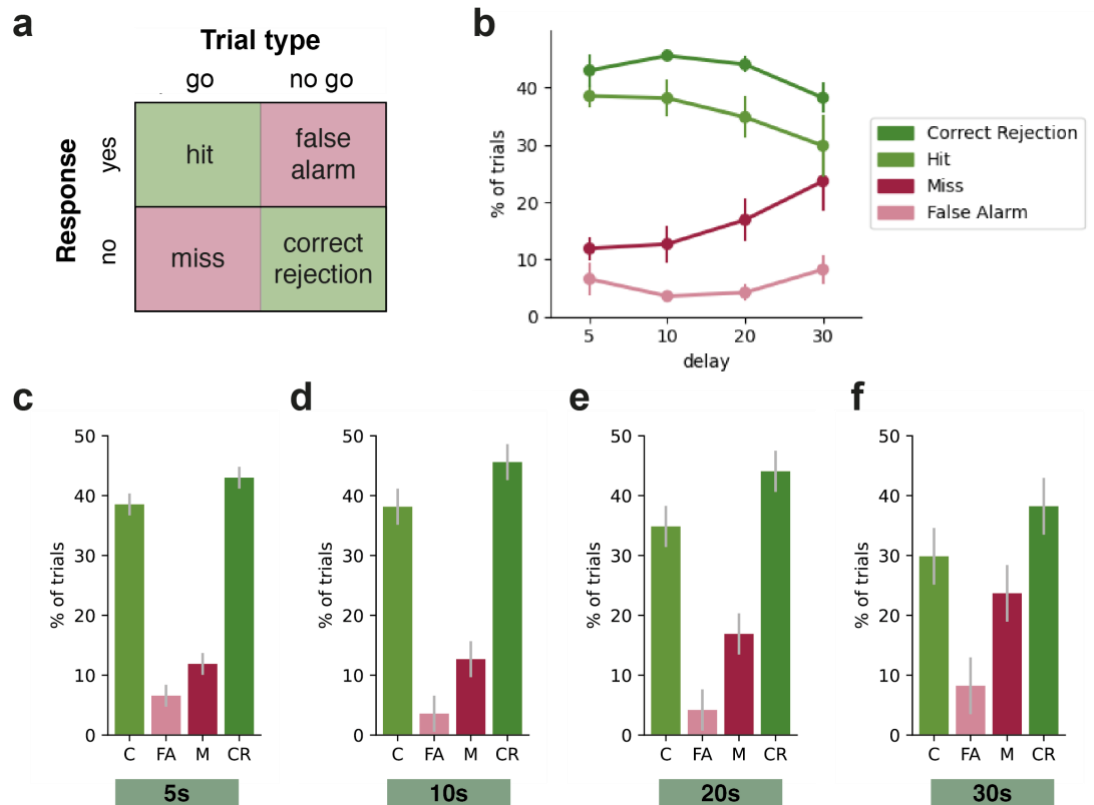 a
Trial type
go
no go
Response
yes
no
hit
false
alarm
miss
correct
rejection
b
% of trials
40
30
20
10
0
5
10
20
30
delay
Correct Rejection
Hit
Miss
False Alarm
c
% of trials
50
40
30
20
10
0
C
FA
M
CR
5s
d
% of trials
50
40
30
20
10
0
C
FA
M
CR
10s
e
% of trials
50
40
30
20
10
0
C
FA
M
CR
20s
f
% of trials
50
40
30
20
10
0
C
FA
M
CR
30s